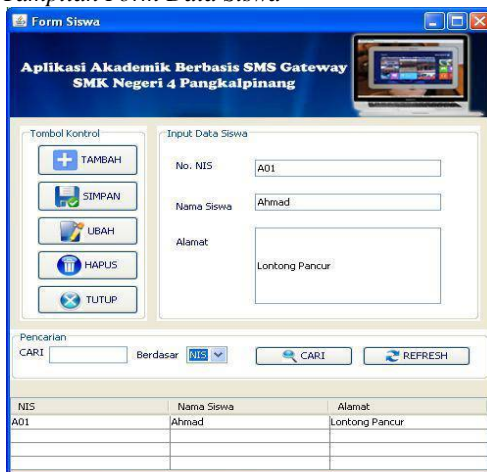 Tampilan Form Data Siswa
Form Siswa
Aplikasi Akademik Berbasis SMS Gateway
SMK Negeri 4 Pangkalpinang
Tombol Kontrol
TAMBAH
SIMPAN
UBAH
HAPUS
TUTUP
Input Data Siswa
No. NIS
A01
Nama Siswa
Ahmad
Alamat
Lontong Pancur
Pencarian
CARI
Berdasar
NIS
CARI
REFRESH
NIS Nama Siswa Alamat
A01 Ahmad Lontong Pancur